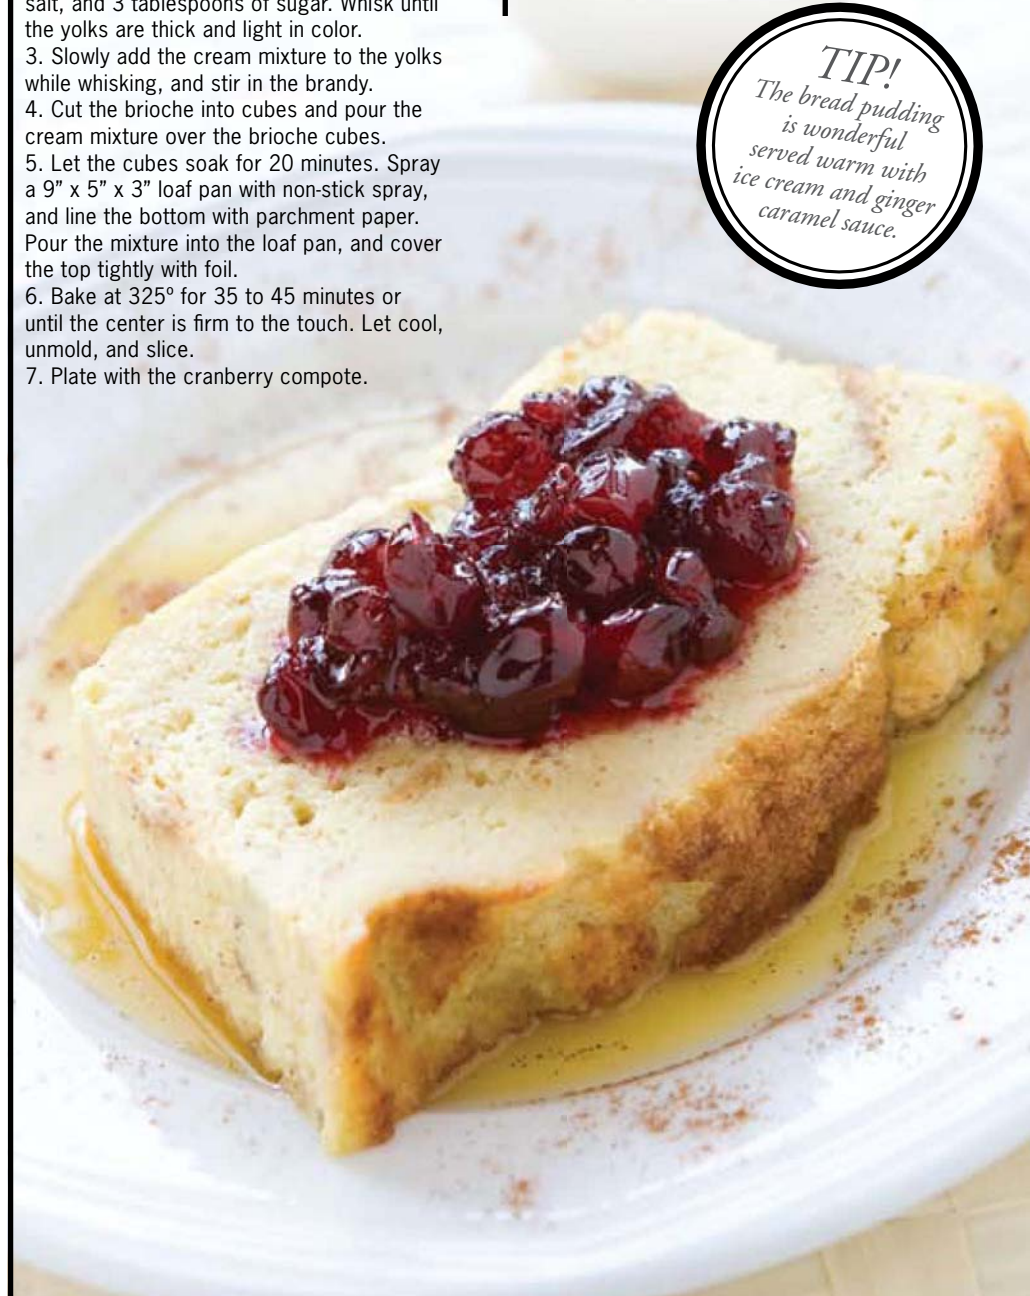 salt, and 3 tablespoons of sugar. Whisk until
the yolks are thick and light in color.
3. Slowly add the cream mixture to the yolks
while whisking, and stir in the brandy.
4. Cut the brioche into cubes and pour the
cream mixture over the brioche cubes.
5. Let the cubes soak for 20 minutes. Spray
a 9” x 5” x 3” loaf pan with non-stick spray,
and line the bottom with parchment paper.
Pour the mixture into the loaf pan, and cover
the top tightly with foil.
6. Bake at 325º for 35 to 45 minutes or
until the center is firm to the touch. Let cool,
unmold, and slice.
7. Plate with the cranberry compote.
TIP!
The bread pudding
is wonderful
served warm with
ice cream and ginger
caramel sauce.